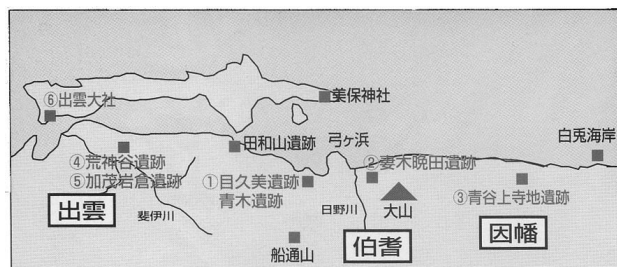 美保神社
⑥出雲大社
白兎海岸
田和山遺跡
弓ヶ浜
④荒神谷遺跡
⑤加茂岩倉遺跡
①目久美遺跡
青木遺跡
②妻木晩田遺跡
③青谷上寺地遺跡
出雲
斐伊川
日野川
大山
船通山
伯耆
因幡